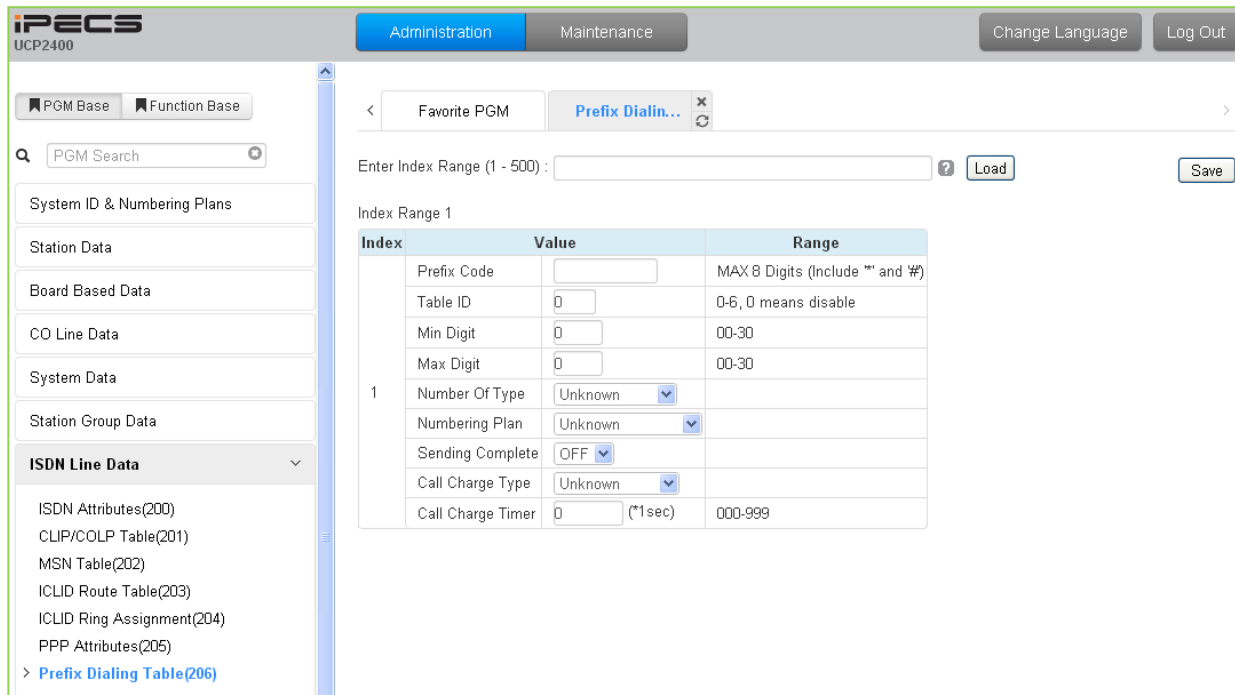 iPECS
UCP2400
Administration
Maintenance
Change Language
Log Out
PGM Base
Function Base
PGM Search
System ID & Numbering Plans
Station Data
Board Based Data
CO Line Data
System Data
Station Group Data
ISDN Line Data
ISDN Attributes(200)
CLIP/COLP Table(201)
MSN Table(202)
ICLID Route Table(203)
ICLID Ring Assignment(204)
PPP Attributes(205)
Prefix Dialing Table(206)
Favorite PGM
Prefix Dialin...
Enter Index Range (1 - 500) :
Load
Save
Index Range 1
Index Value Range
1
Prefix Code MAX 8 Digits (Include '*' and '#')
Table ID 0 0-6, 0 means disable
Min Digit 0 00-30
Max Digit 0 00-30
Number Of Type Unknown
Numbering Plan Unknown
Sending Complete OFF
Call Charge Type Unknown
Call Charge Timer 0 (*1sec) 000-999